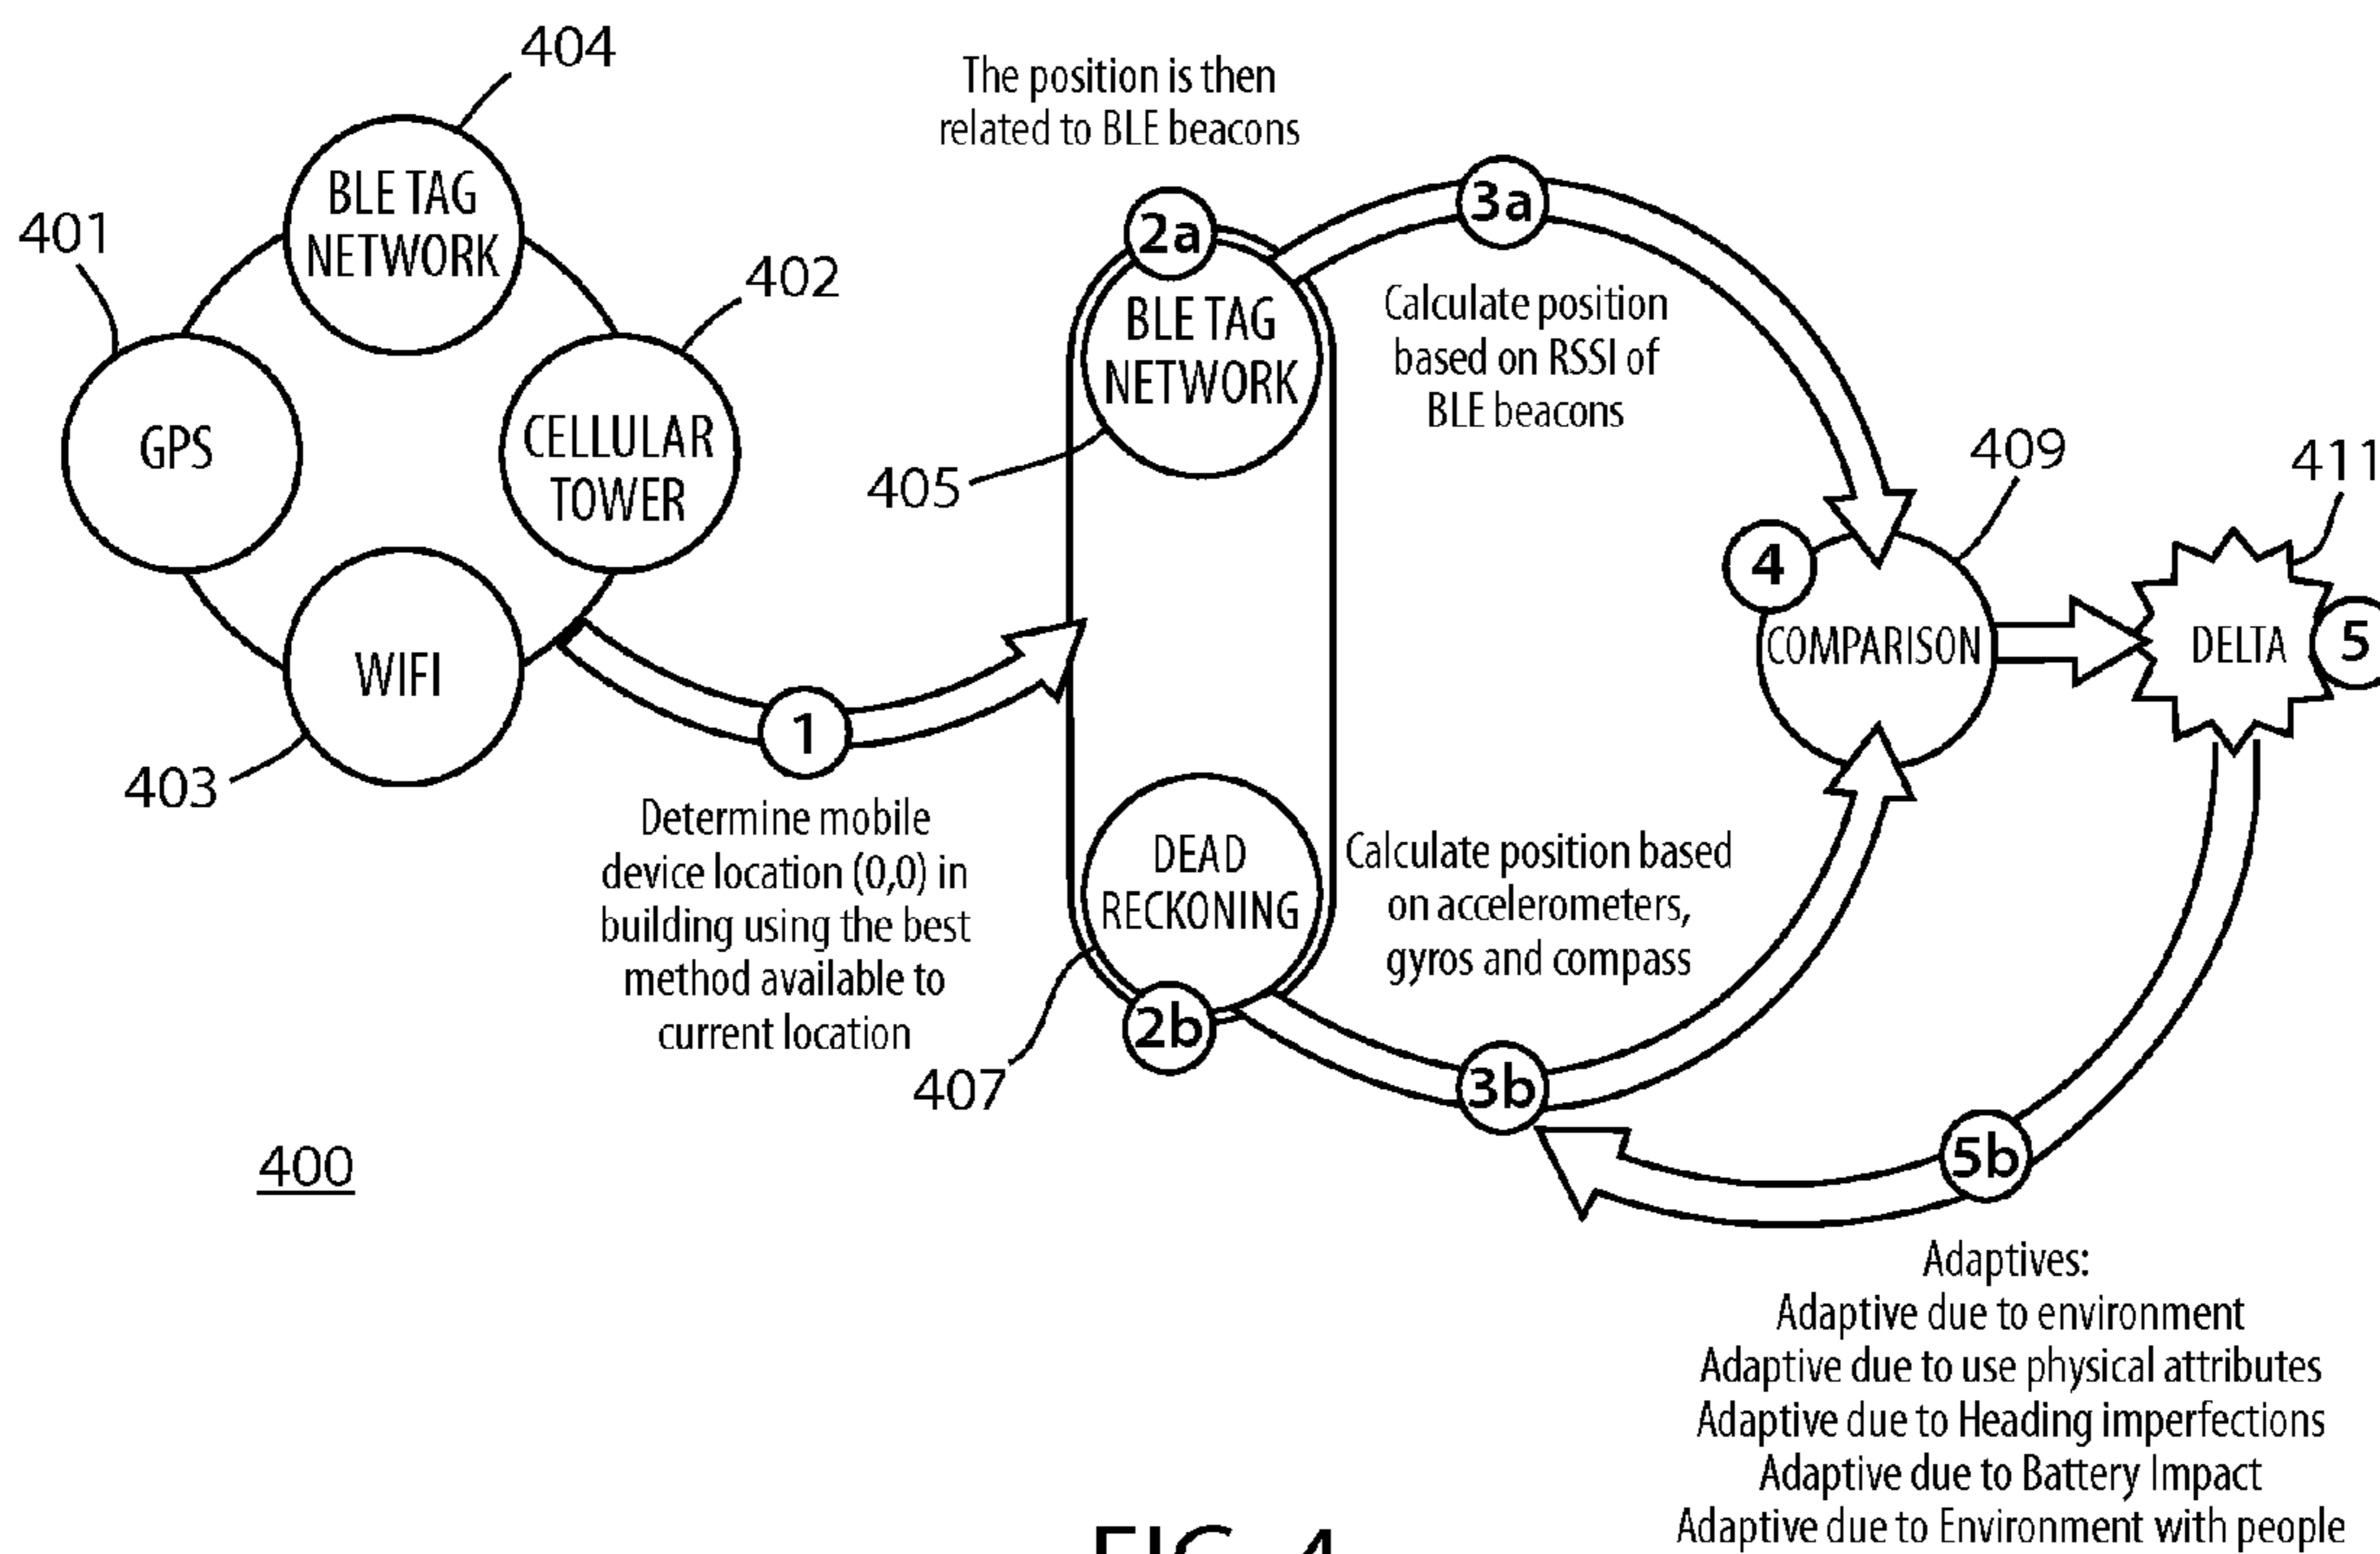 404
BLE TAG
NETWORK
401
GPS
402
CELLULAR
TOWER
WIFI
403
1
Determine mobile
device location (0,0) in
building using the best
method available to
current location
400
The position is then
related to BLE beacons
2a
BLE TAG
NETWORK
405
DEAD
RECKONING
2b
407
3a
Calculate position
based on RSSI of
BLE beacons
Calculate position based
on accelerometers,
gyros and compass
3b
4
COMPARISON
409
411
DELTA
5
5b
Adaptives:
Adaptive due to environment
Adaptive due to use physical attributes
Adaptive due to Heading imperfections
Adaptive due to Battery Impact
Adaptive due to Environment with people
FIG. 4